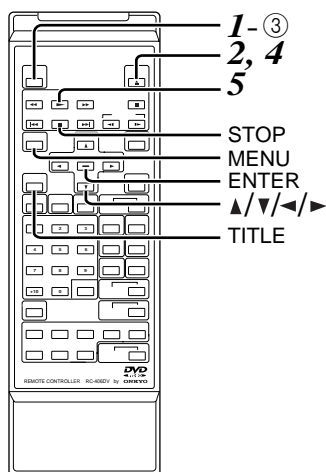 1-③
2, 4
5
STOP
MENU
ENTER
▲/▼/◄/►
TITLE
1 2 3
4 5 6
7 8 9
+10 0
DVD
REMOTE CONTROLLER RC-406DV by ONKYO